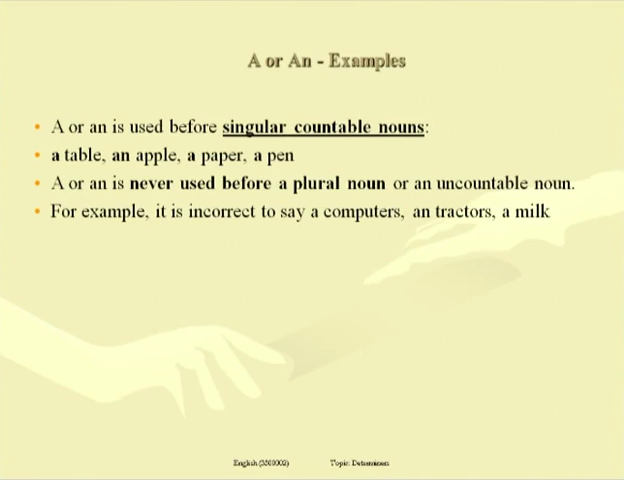 A or An - Examples
• A or an is used before singular countable nouns:
• a table, an apple, a paper, a pen
• A or an is never used before a plural noun or an uncountable noun.
• For example, it is incorrect to say a computers, an tractors, a milk
English Topic: Determiners